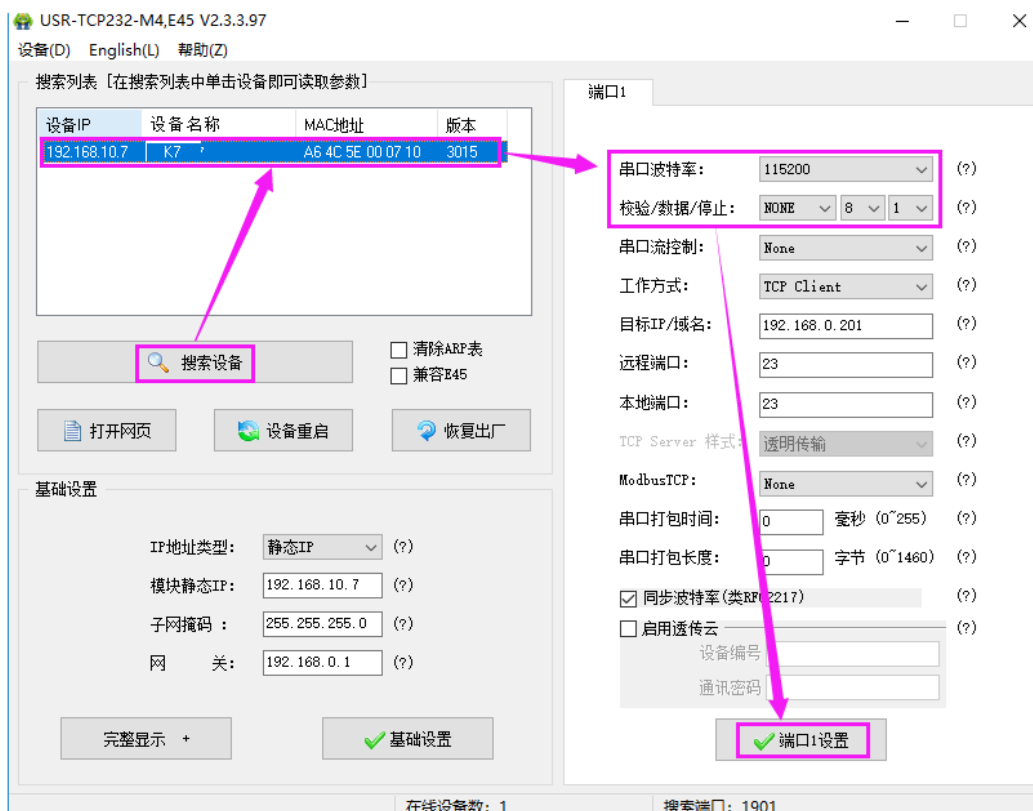 USR-TCP232-M4,E45 V2.3.3.97
设备(D) English(L) 帮助(Z)
搜索列表 [在搜索列表中单击设备即可读取参数]
设备IP 设备名称 MAC地址 版本
192.168.10.7 K7 A6 4C 5E 00 07 10 3015
搜索设备
清除ARP表
兼容E45
打开网页 设备重启 恢复出厂
基础设置
IP地址类型: 静态IP (?)
模块静态IP: 192.168.10.7 (?)
子网掩码 : 255.255.255.0 (?)
网 关: 192.168.0.1 (?)
完整显示 + 基础设置
端口1
串口波特率: 115200 (?)
校验/数据/停止: NONE 8 1 (?)
串口流控制: None (?)
工作方式: TCP Client (?)
目标IP/域名: 192.168.0.201 (?)
远程端口: 23 (?)
本地端口: 23 (?)
TCP Server 样式: 透明传输 (?)
ModbusTCP: None (?)
串口打包时间: 0 毫秒 (0~255) (?)
串口打包长度: 0 字节 (0~1460) (?)
同步波特率(类RFC2217) (?)
启用透传云 (?)
设备编号
通讯密码
端口1设置
在线设备数: 1 搜索端口: 1901